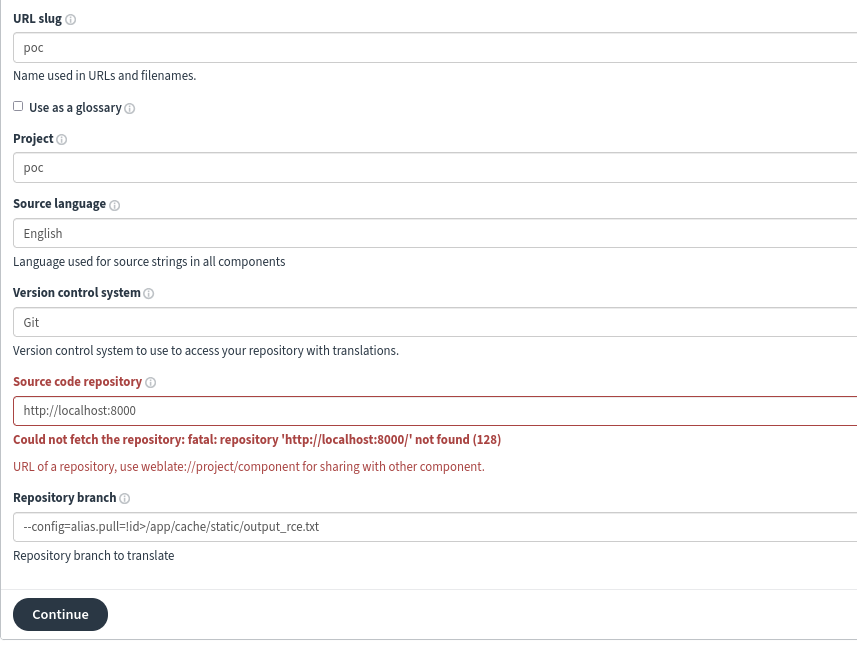 URL slug
poc
Name used in URLs and filenames.
Use as a glossary
Project
poc
Source language
English
Language used for source strings in all components
Version control system
Git
Version control system to use to access your repository with translations.
Source code repository
http://localhost:8000
Could not fetch the repository: fatal: repository 'http://localhost:8000/' not found (128)
URL of a repository, use weblate://project/component for sharing with other component.
Repository branch
--config=alias.pull=!id>/app/cache/static/output_rce.txt
Repository branch to translate
Continue